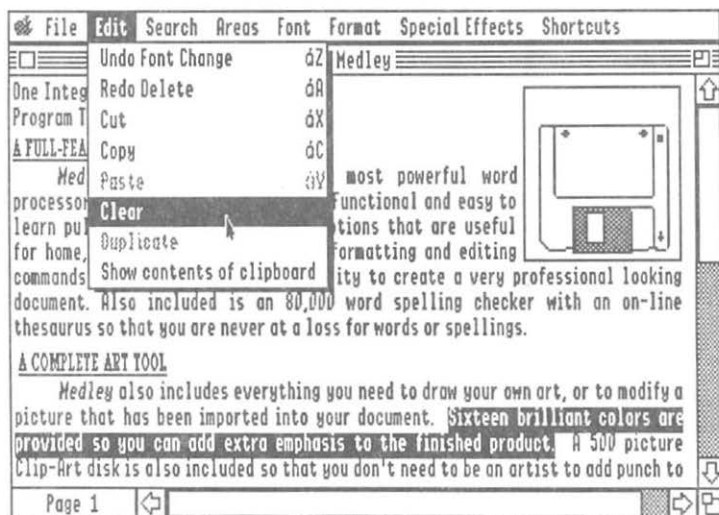 File Edit Search Areas Font Format Special Effects Shortcuts
Medley
Undo Font Change Z
Redo Delete A
Cut X
Copy C
Paste V
Clear
Duplicate
Show contents of clipboard
One Integ
Program T
A FULL-FEA
Med most powerful word
processor functional and easy to
learn pul tions that are useful
for home, formatting and editing
commands ity to create a very professional looking
document. Also included is an 80,000 word spelling checker with an on-line
thesaurus so that you are never at a loss for words or spellings.
A COMPLETE ART TOOL
Medley also includes everything you need to draw your own art, or to modify a
picture that has been imported into your document. Sixteen brilliant colors are
provided so you can add extra emphasis to the finished product. A 500 picture
Clip-Art disk is also included so that you don't need to be an artist to add punch to
Page 1